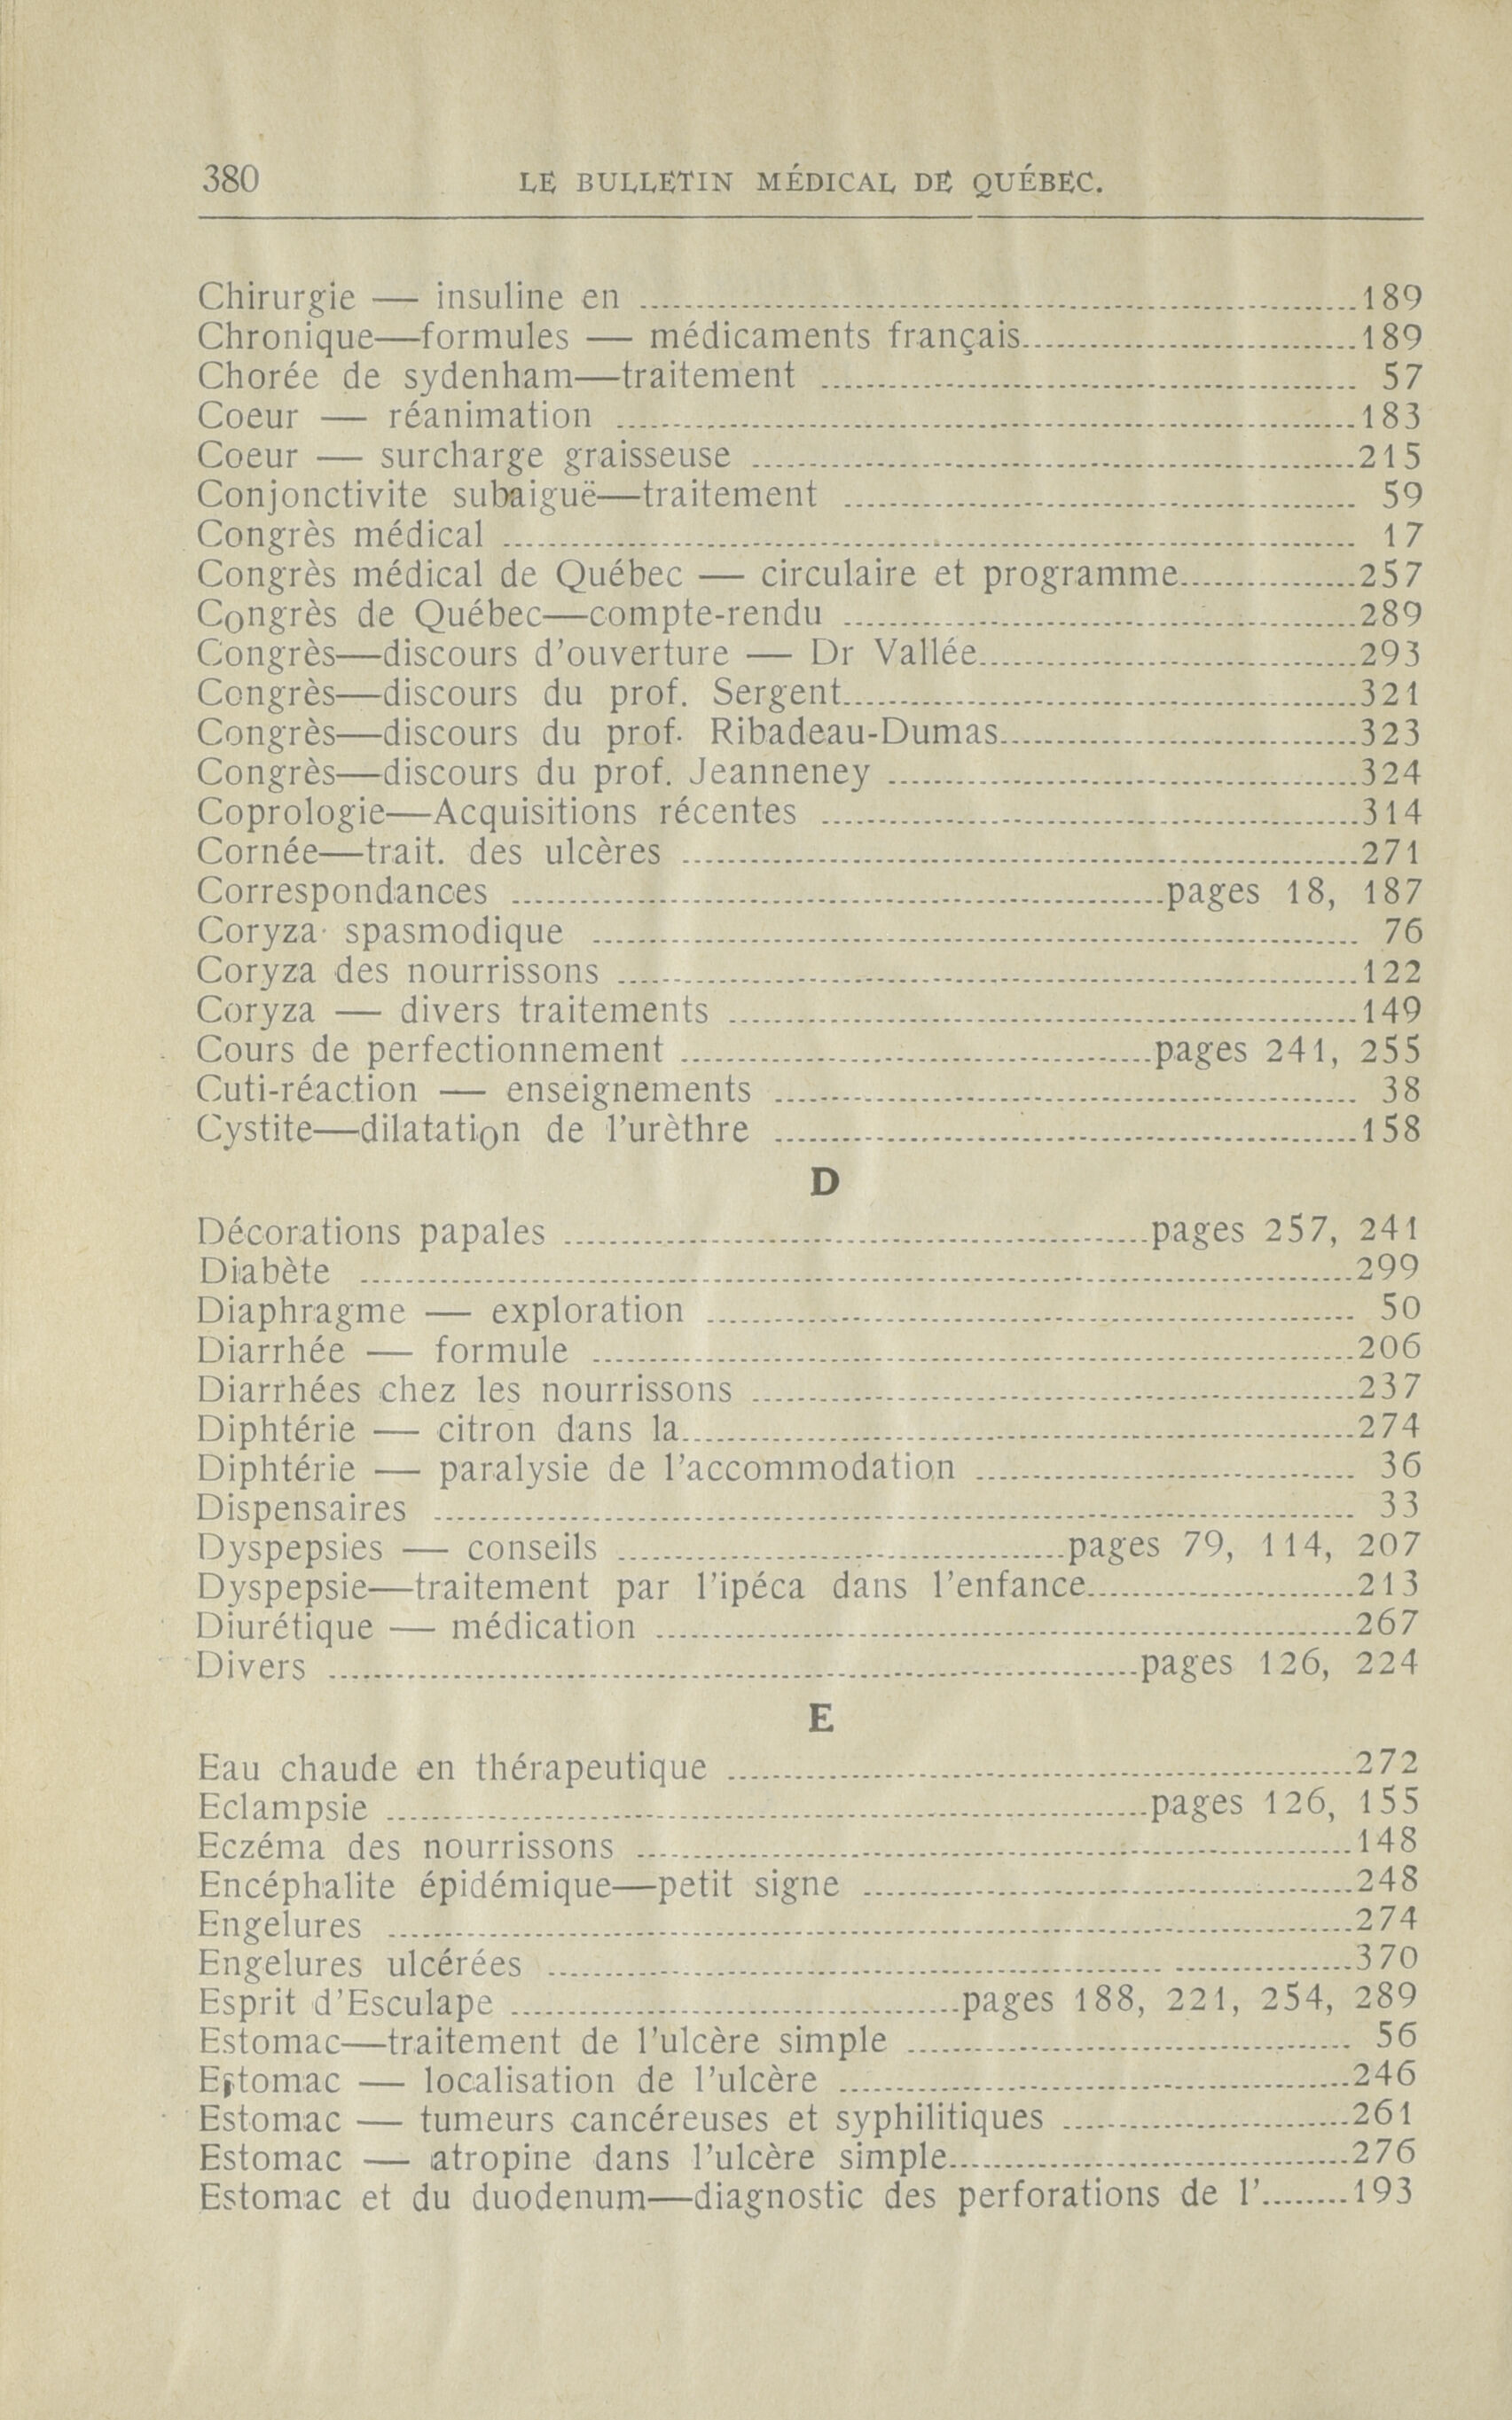 380 LE BULLETIN MÉDICAL DE QUÉBEC.
Chirurgie — insuline en ........ 189
Chronique—formules — médicaments français........ 189
Chorée de sydenham—traitement ........ 57
Coeur — réanimation ........ 183
Coeur — surcharge graisseuse ........ 215
Conjonctivite subaiguë—traitement ........ 59
Congrès médical ........ 17
Congrès médical de Québec — circulaire et programme........ 257
Congrès de Québec—compte-rendu ........ 289
Congrès—discours d'ouverture — Dr Vallée........ 293
Congrès—discours du prof. Sergent........ 321
Congrès—discours du prof. Ribadeau-Dumas........ 323
Congrès—discours du prof. Jeanneney ........ 324
Coprologie—Acquisitions récentes ........ 314
Cornée—trait. des ulcères ........ 271
Correspondances ........ pages 18, 187
Coryza spasmodique ........ 76
Coryza des nourrissons ........ 122
Coryza — divers traitements ........ 149
Cours de perfectionnement ........ pages 241, 255
Cuti-réaction — enseignements ........ 38
Cystite—dilatation de l'urèthre ........ 158
D
Décorations papales ........ pages 257, 241
Diabète ........ 299
Diaphragme — exploration ........ 50
Diarrhée — formule ........ 206
Diarrhées chez les nourrissons ........ 237
Diphtérie — citron dans la........ 274
Diphtérie — paralysie de l'accommodation ........ 36
Dispensaires ........ 33
Dyspepsies — conseils ........ pages 79, 114, 207
Dyspepsie—traitement par l'ipéca dans l'enfance........ 213
Diurétique — médication ........ 267
Divers ........ pages 126, 224
E
Eau chaude en thérapeutique ........ 272
Eclampsie ........ pages 126, 155
Eczéma des nourrissons ........ 148
Encéphalite épidémique—petit signe ........ 248
Engelures ........ 274
Engelures ulcérées ........ 370
Esprit d'Esculape ........ pages 188, 221, 254, 289
Estomac—traitement de l'ulcère simple ........ 56
Estomac — localisation de l'ulcère ........ 246
Estomac — tumeurs cancéreuses et syphilitiques ........ 261
Estomac — atropine dans l'ulcère simple........ 276
Estomac et du duodenum—diagnostic des perforations de l'........ 193